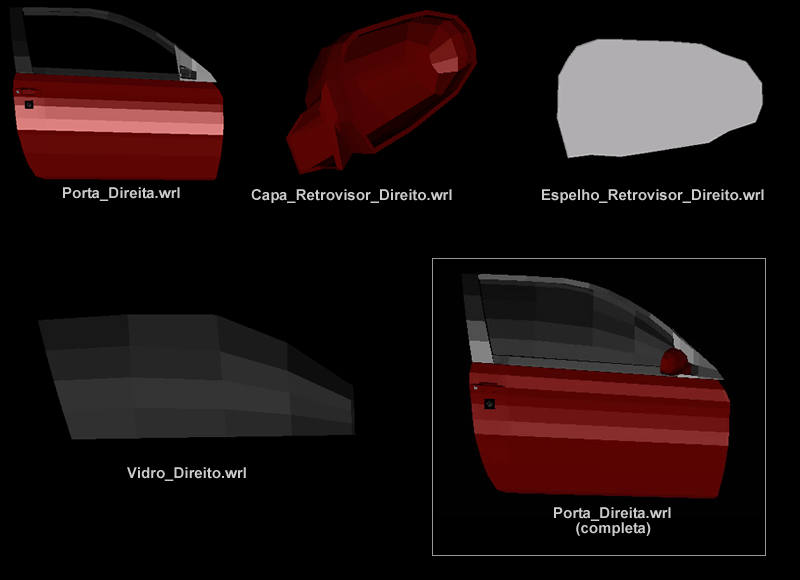 Porta_Direita.wrl
Capa_Retrovisor_Direito.wrl
Espelho_Retrovisor_Direito.wrl
Vidro_Direito.wrl
Porta_Direita.wrl
(completa)